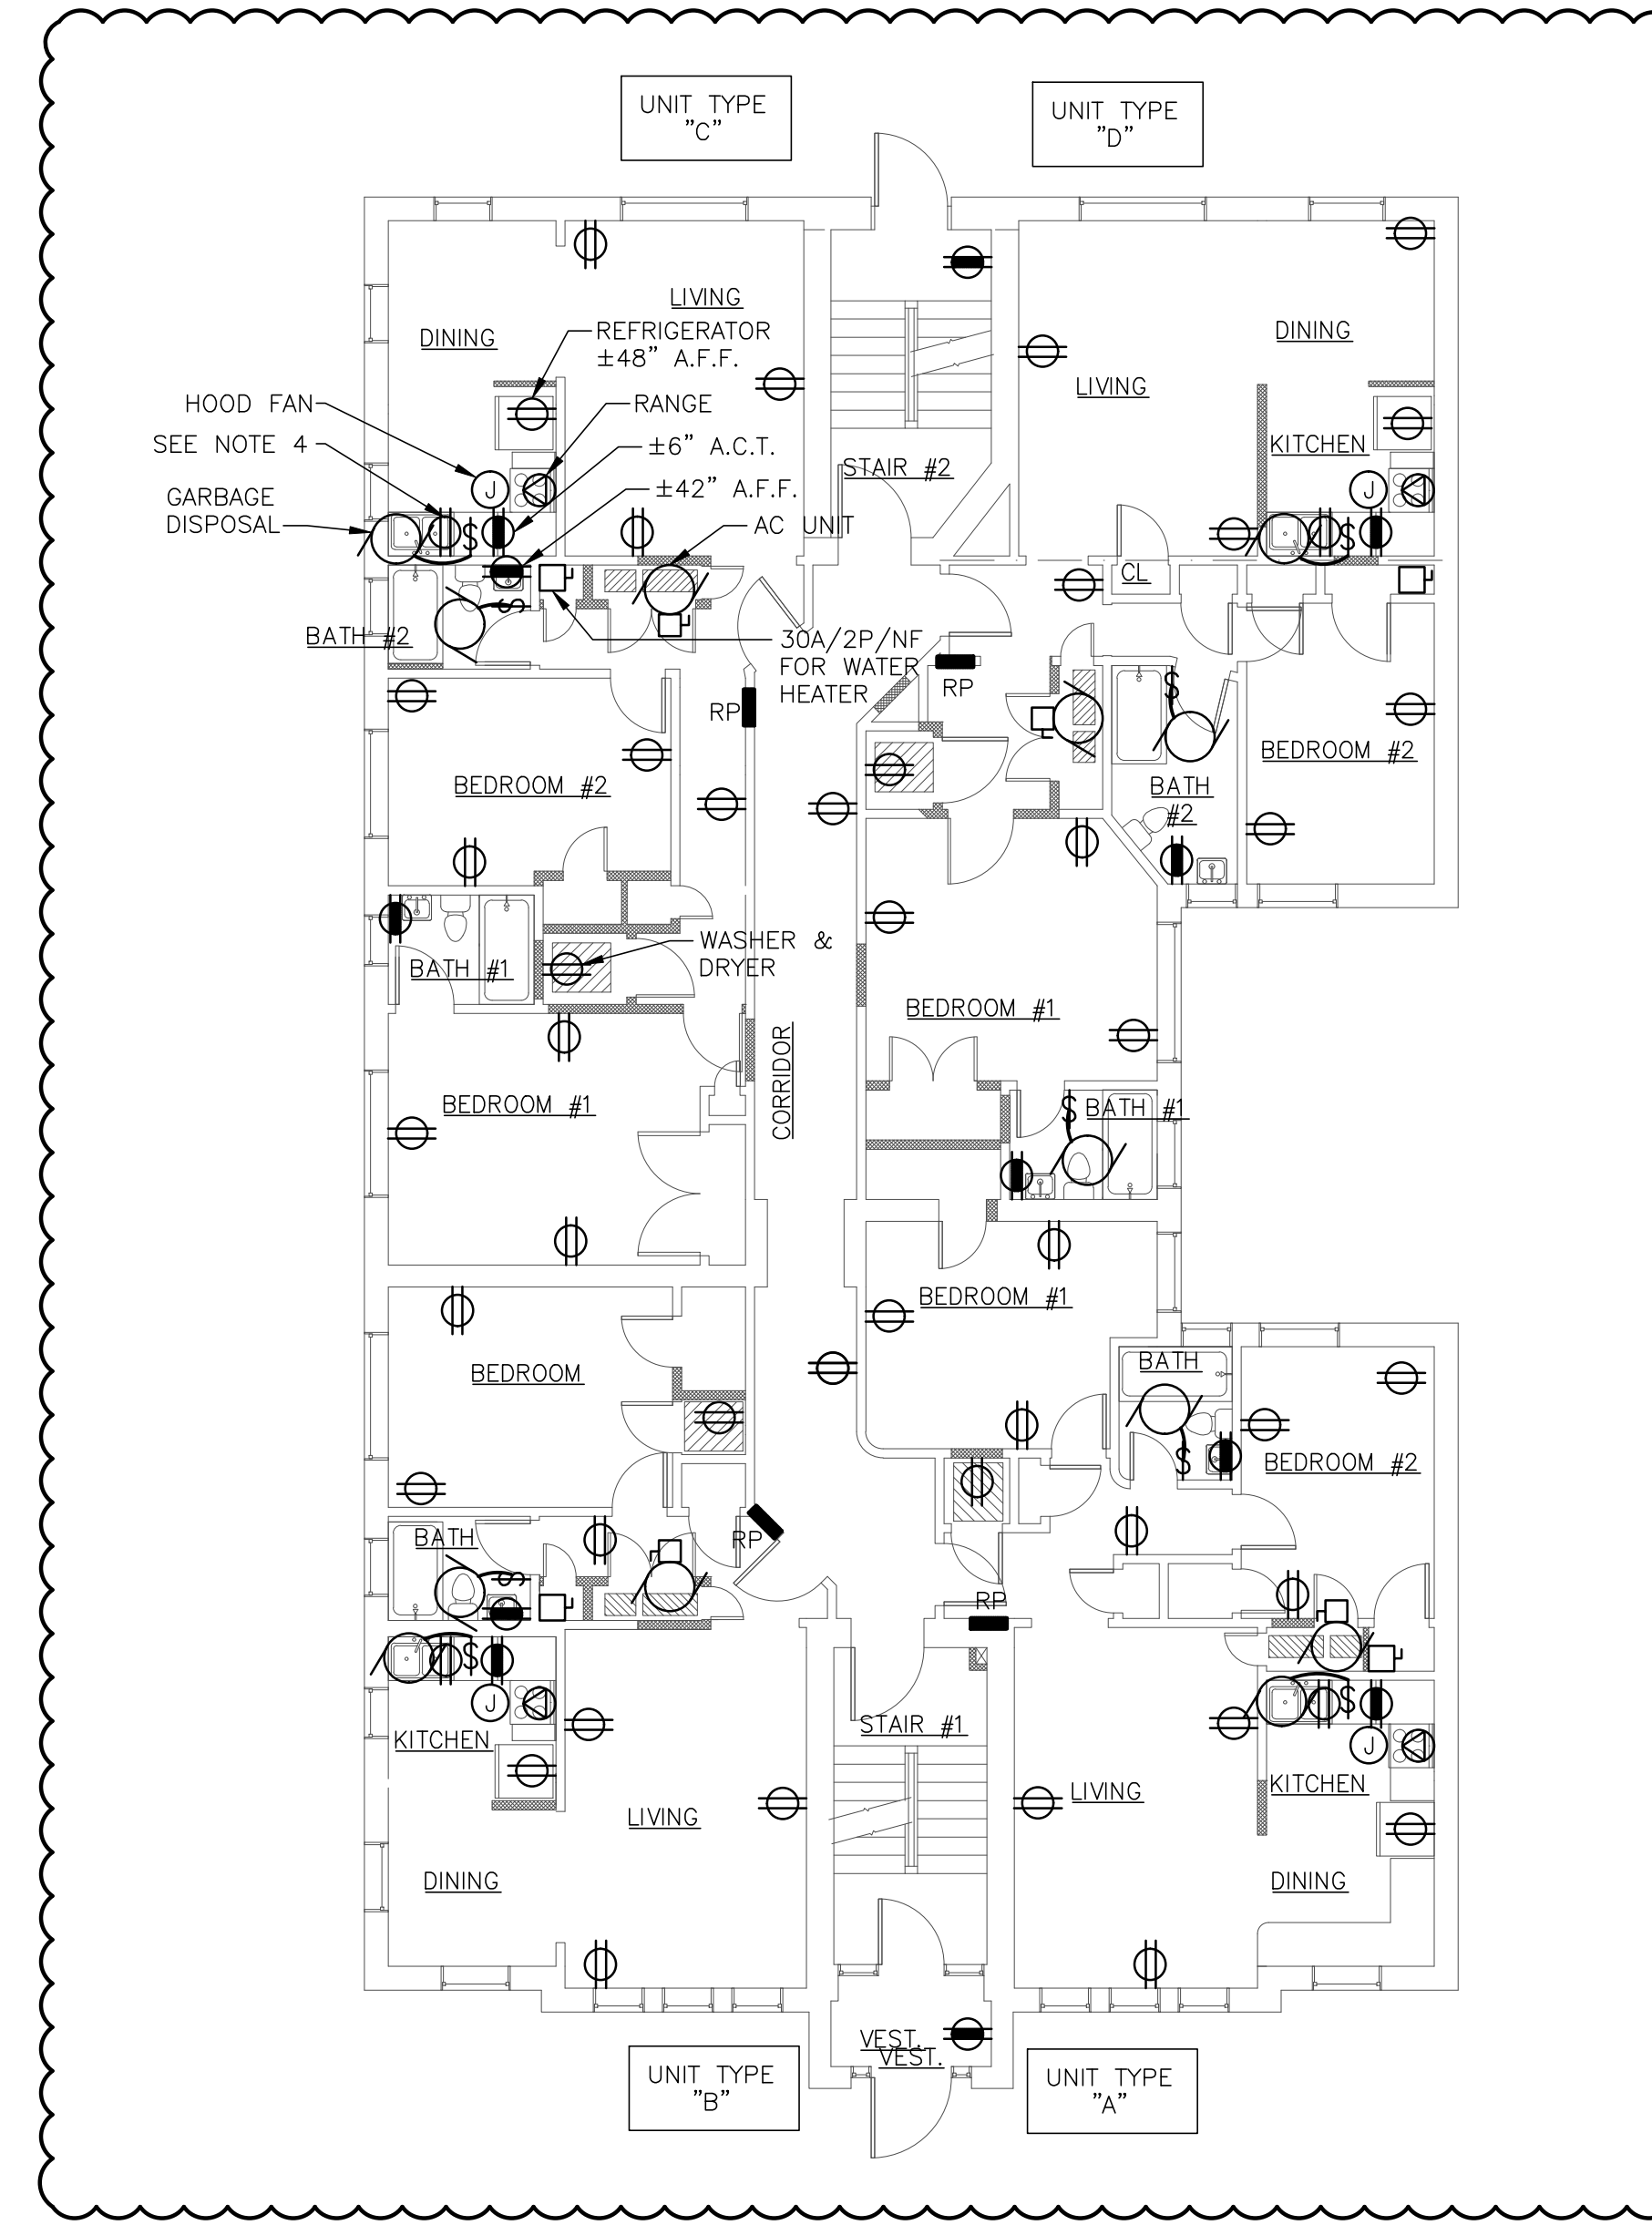 UNIT TYPE
"C"
UNIT TYPE
"D"
LIVING
DINING
REFRIGERATOR
±48" A.F.F.
DINING
LIVING
HOOD FAN
RANGE
SEE NOTE 4
±6" A.C.T.
KITCHEN
STAIR #2
GARBAGE
DISPOSAL
±42" A.F.F.
J
J
AC UNIT
$
$
CL
$
BATH #2
30A/2P/NF
FOR WATER
HEATER
RP
RP
$
BEDROOM #2
BEDROOM #2
BATH
#2
WASHER &
DRYER
BATH #1
BEDROOM #1
CORRIDOR
BEDROOM #1
$
BATH #1
BEDROOM #1
BEDROOM
BATH
$
BEDROOM #2
BATH
RP
$
RP
$
J
$
KITCHEN
STAIR #1
J
LIVING
KITCHEN
LIVING
DINING
DINING
VEST.
VEST.
UNIT TYPE
"B"
UNIT TYPE
"A"